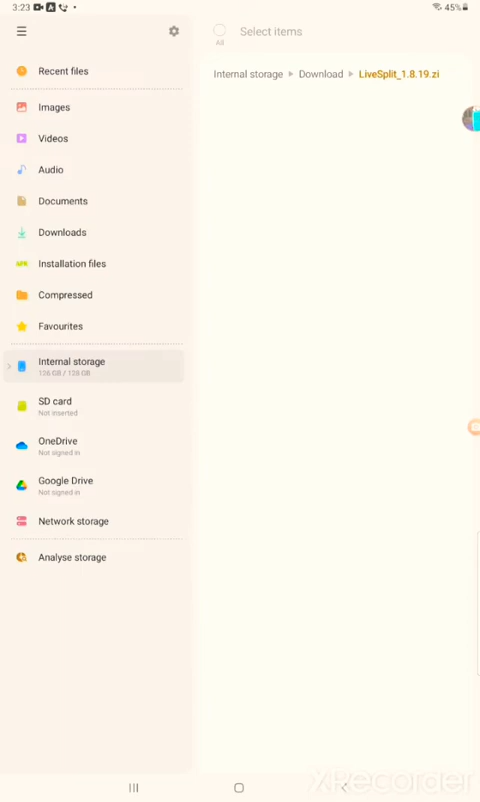 3:23 45%
Select items
All
Recent files
Internal storage Download LiveSplit_1.8.19.zi
Images
Videos
Audio
Documents
Downloads
APK Installation files
Compressed
Favourites
Internal storage
126 GB / 128 GB
SD card
Not inserted
OneDrive
Not signed in
Google Drive
Not signed in
Network storage
Analyse storage
XRecorder